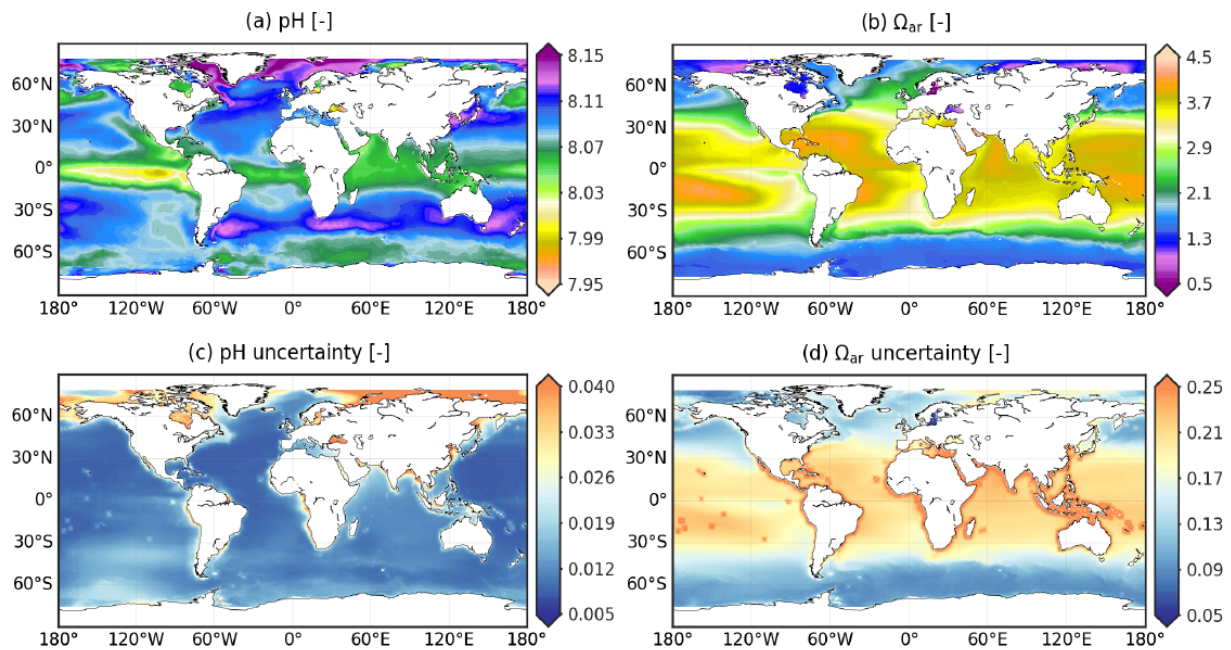 (a) pH [-]
(b) Ωar [-]
60°N
30°N
0°
30°S
60°S
120°W
60°W
0°
60°E
120°E
180°
8.15
8.11
8.07
8.03
7.99
7.95
60°N
30°N
0°
30°S
60°S
180°
120°W
60°W
0°
60°E
120°E
180°
4.5
3.7
2.9
2.1
1.3
0.5
(c) pH uncertainty [-]
(d) Ωar uncertainty [-]
60°N
30°N
0°
30°S
60°S
180°
120°W
60°W
0°
60°E
120°E
180°
0.040
0.033
0.026
0.019
0.012
0.005
60°N
30°N
0°
30°S
60°S
180°
120°W
60°W
0°
60°E
120°E
180°
0.25
0.21
0.17
0.13
0.09
0.05